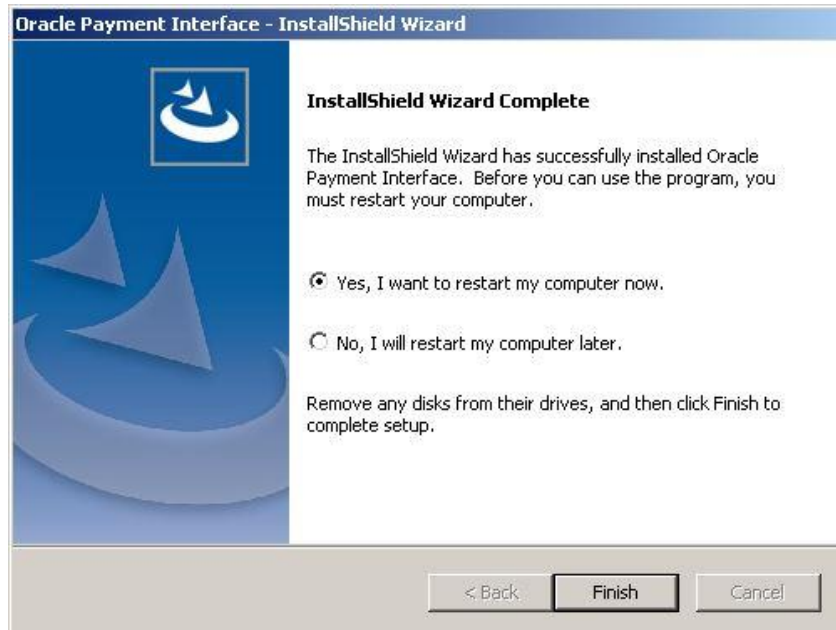 Oracle Payment Interface - InstallShield Wizard
InstallShield Wizard Complete
The InstallShield Wizard has successfully installed Oracle
Payment Interface. Before you can use the program, you
must restart your computer.
Yes, I want to restart my computer now.
No, I will restart my computer later.
Remove any disks from their drives, and then click Finish to
complete setup.
< Back Finish Cancel